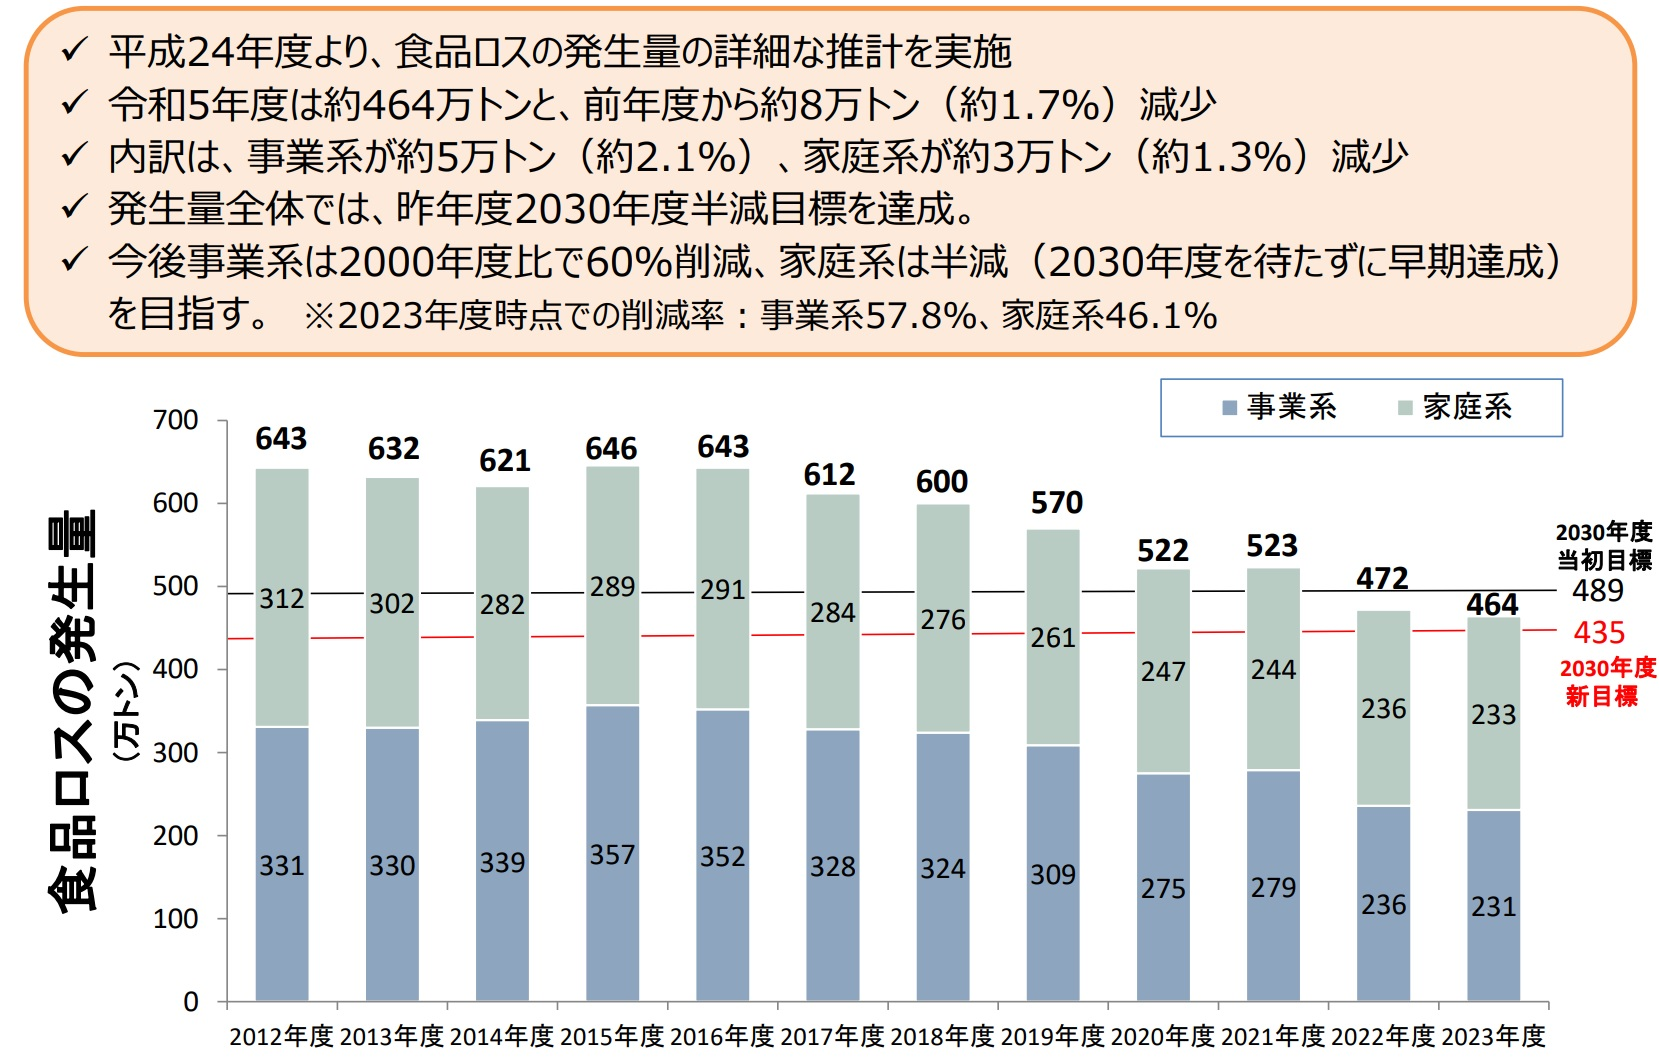 ✓ 平成24年度より、食品ロスの発生量の詳細な推計を実施
✓ 令和5年度は約464万トンと、前年度から約8万トン（約1.7%）減少
✓ 内訳は、事業系が約5万トン（約2.1%）、家庭系が約3万トン（約1.3%）減少
✓ 発生量全体では、昨年度2030年度半減目標を達成。
✓ 今後事業系は2000年度比で60%削減、家庭系は半減（2030年度を待たずに早期達成）
を目指す。 ※2023年度時点での削減率：事業系57.8%、家庭系46.1%
事業系 家庭系
食品ロスの発生量
（万トン）
700
600
500
400
300
200
100
0
643 632 621 646 643 612 600 570 522 523 472 464
312 302 282 289 291 284 276 261 247 244 236 233
331 330 339 357 352 328 324 309 275 279 236 231
2030年度
当初目標
489
435
2030年度
新目標
2012年度 2013年度 2014年度 2015年度 2016年度 2017年度 2018年度 2019年度 2020年度 2021年度 2022年度 2023年度